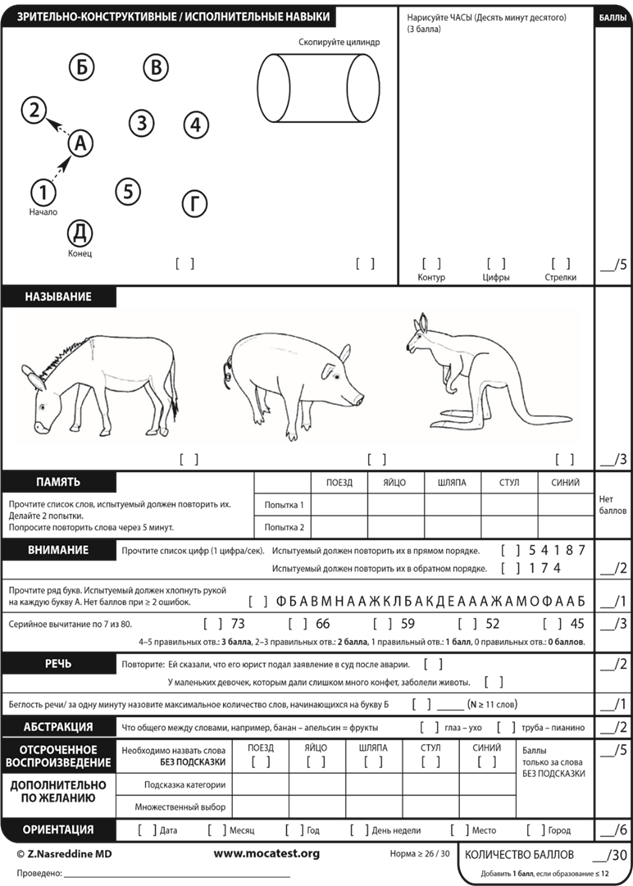 ЗРИТЕЛЬНО-КОНСТРУКТИВНЫЕ / ИСПОЛНИТЕЛЬНЫЕ НАВЫКИ
БАЛЛЫ
Скопируйте цилиндр
Нарисуйте ЧАСЫ (Десять минут десятого)
(3 балла)
Б В
2 3 4
А
1 5 Г
Начало
Д
Конец
[ ] [ ]
[ ] [ ] [ ]
Контур Цифры Стрелки
__/5
НАЗЫВАНИЕ
[ ] [ ] [ ] __/3
ПАМЯТЬ
Прочтите список слов, испытуемый должен повторить их.
Делайте 2 попытки.
Попросите повторить слова через 5 минут.
ПОЕЗД ЯЙЦО ШЛЯПА СТУЛ СИНИЙ
Попытка 1
Попытка 2
Нет
баллов
ВНИМАНИЕ
Прочтите список цифр (1 цифра/сек). Испытуемый должен повторить их в прямом порядке. [ ] 5 4 1 8 7
Испытуемый должен повторить их в обратном порядке. [ ] 1 7 4 __/2
Прочтите ряд букв. Испытуемый должен хлопнуть рукой
на каждую букву А. Нет баллов при ≥ 2 ошибок. [ ] Ф Б А В М Н А А Ж К Л Б А К Д Е А А А Ж А М О Ф А А Б __/1
Серийное вычитание по 7 из 80. [ ] 73 [ ] 66 [ ] 59 [ ] 52 [ ] 45 __/3
4–5 правильных отв.: 3 балла, 2–3 правильных отв.: 2 балла, 1 правильный отв.: 1 балл, 0 правильных отв.: 0 баллов.
РЕЧЬ
Повторите: Ей сказали, что его юрист подал заявление в суд после аварии. [ ]
У маленьких девочек, которым дали слишком много конфет, заболели животы. [ ] __/2
Беглость речи/ за одну минуту назовите максимальное количество слов, начинающихся на букву Б [ ] ____ (N ≥ 11 слов) __/1
АБСТРАКЦИЯ
Что общего между словами, например, банан – апельсин = фрукты [ ] глаз – ухо [ ] труба – пианино __/2
ОТСРОЧЕННОЕ
ВОСПРОИЗВЕДЕНИЕ
Необходимо назвать слова
БЕЗ ПОДСКАЗКИ
ПОЕЗД ЯЙЦО ШЛЯПА СТУЛ СИНИЙ
[ ] [ ] [ ] [ ] [ ]
Баллы
только за слова
БЕЗ ПОДСКАЗКИ
__/5
ДОПОЛНИТЕЛЬНО
ПО ЖЕЛАНИЮ
Подсказка категории
Множественный выбор
ОРИЕНТАЦИЯ
[ ] Дата [ ] Месяц [ ] Год [ ] День недели [ ] Место [ ] Город __/6
© Z.Nasreddine MD www.mocatest.org Норма ≥ 26 / 30 КОЛИЧЕСТВО БАЛЛОВ __/30
Проведено: ____________________
Добавить 1 балл, если образование ≤ 12